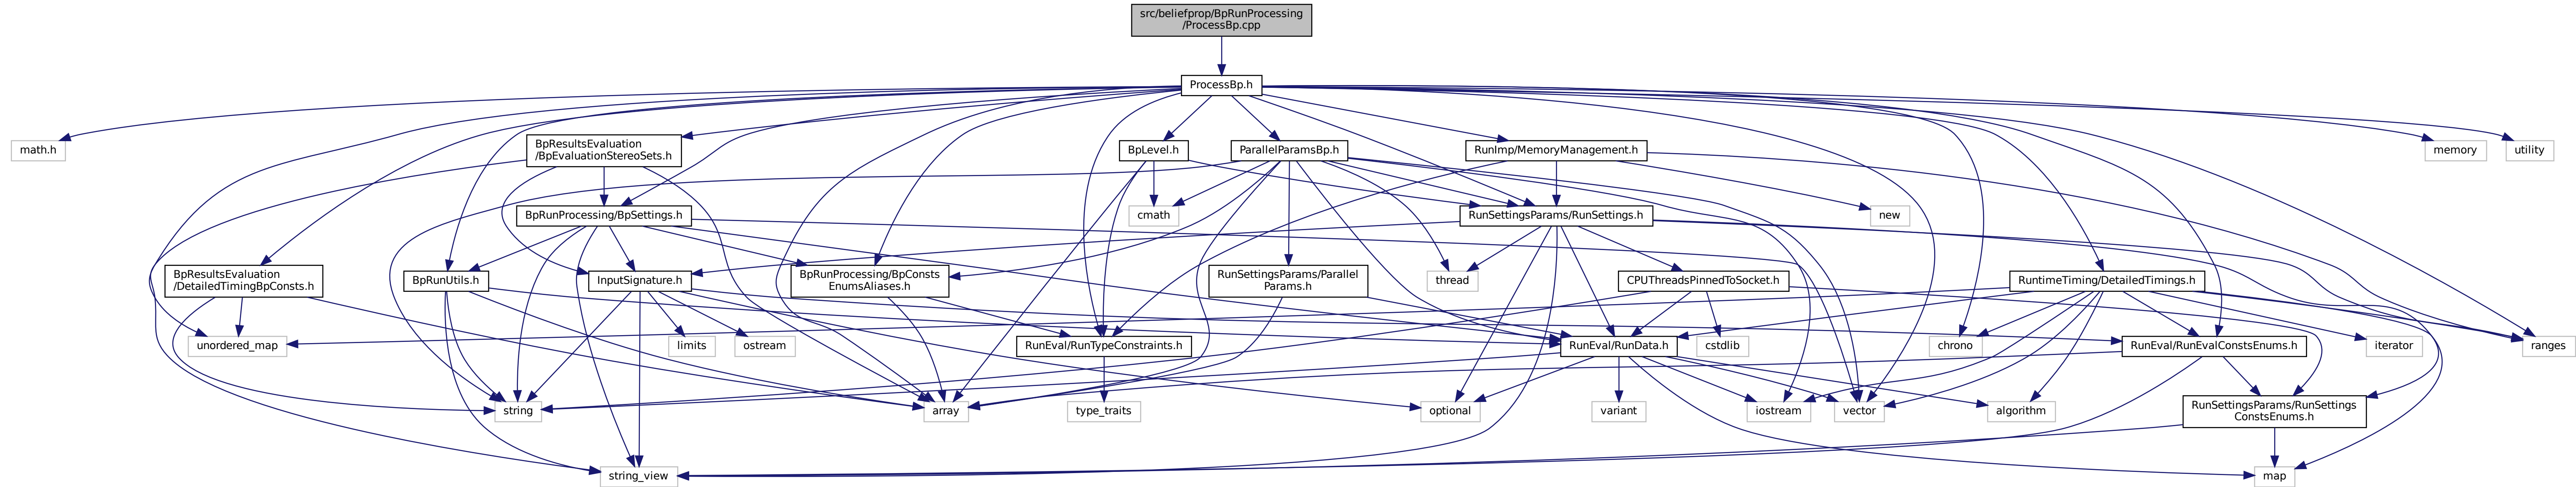 src/beliefprop/BpRunProcessing
/ProcessBp.cpp
ProcessBp.h
math.h
BpResultsEvaluation
/BpEvaluationStereoSets.h
BpLevel.h
ParallelParamsBp.h
RunImp/MemoryManagement.h
memory
utility
BpRunProcessing/BpSettings.h
cmath
RunSettingsParams/RunSettings.h
new
BpResultsEvaluation
/DetailedTimingBpConsts.h
BpRunUtils.h
InputSignature.h
BpRunProcessing/BpConsts
EnumsAliases.h
RunSettingsParams/Parallel
Params.h
thread
CPUThreadsPinnedToSocket.h
RuntimeTiming/DetailedTimings.h
unordered_map
limits
ostream
RunEval/RunTypeConstraints.h
RunEval/RunData.h
cstdlib
chrono
RunEval/RunEvalConstsEnums.h
iterator
ranges
string
array
type_traits
optional
variant
iostream
vector
algorithm
RunSettingsParams/RunSettings
ConstsEnums.h
string_view
map